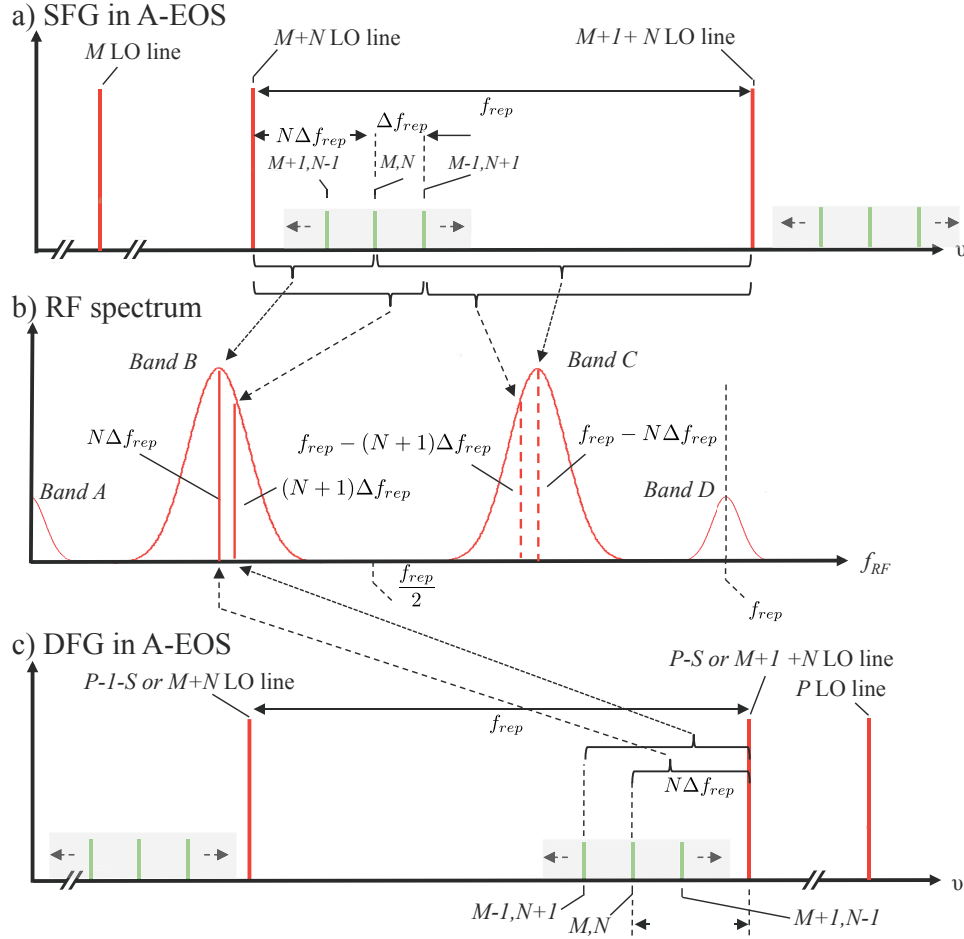 a) SFG in A-EOS
M LO line
M+N LO line
M+1+ N LO line
f_rep
NΔf_rep
Δf_rep
M+1,N-1
M,N
M-1,N+1
υ
b) RF spectrum
Band B
Band C
NΔf_rep
(N + 1)Δf_rep
f_rep − (N + 1)Δf_rep
f_rep − NΔf_rep
Band A
Band D
f_RF
f_rep/2
f_rep
c) DFG in A-EOS
P-1-S or M+N LO line
P-S or M+1 +N LO line
P LO line
f_rep
NΔf_rep
M-1,N+1
M,N
M+1,N-1
υ